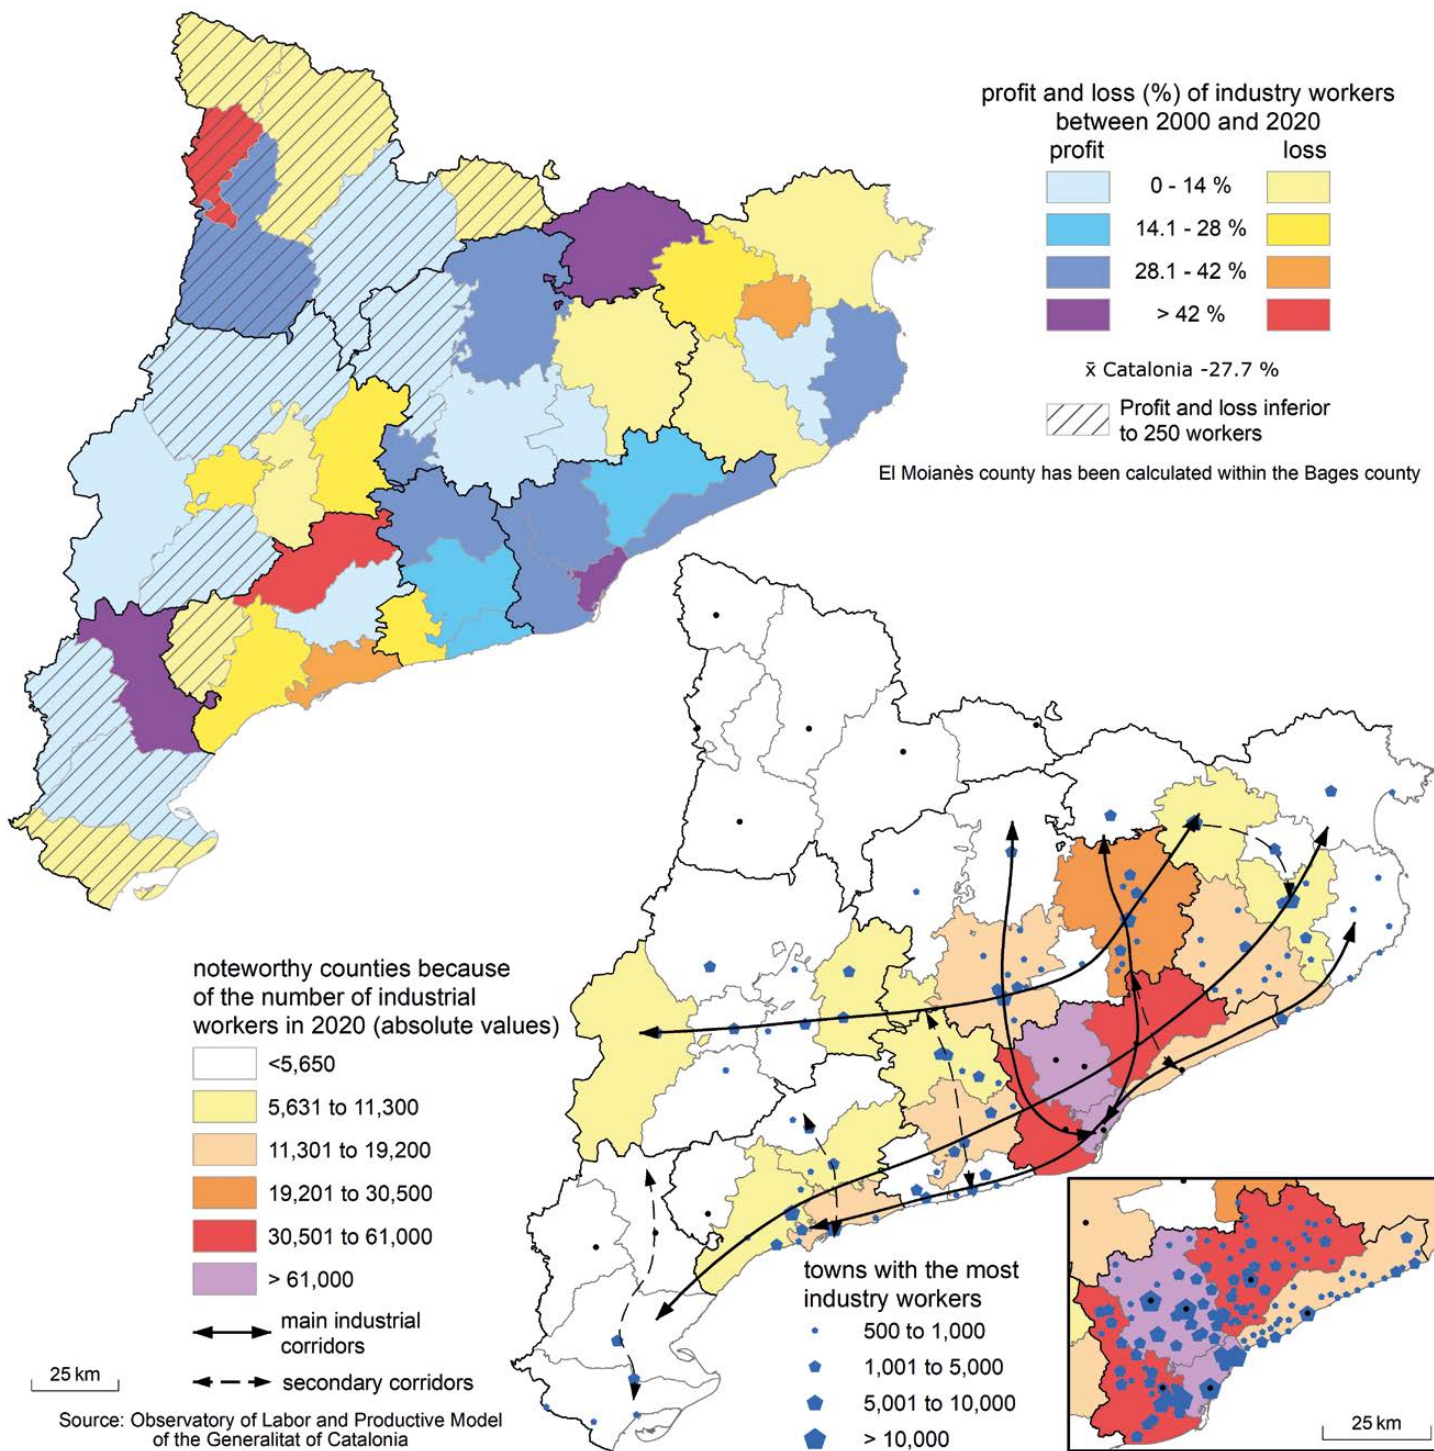 profit and loss (%) of industry workers
between 2000 and 2020
profit loss
0 - 14 %
14.1 - 28 %
28.1 - 42 %
> 42 %
x̄ Catalonia -27.7 %
Profit and loss inferior
to 250 workers
El Moianès county has been calculated within the Bages county
noteworthy counties because
of the number of industrial
workers in 2020 (absolute values)
<5,650
5,631 to 11,300
11,301 to 19,200
19,201 to 30,500
30,501 to 61,000
> 61,000
main industrial
corridors
secondary corridors
25 km
Source: Observatory of Labor and Productive Model
of the Generalitat of Catalonia
towns with the most
industry workers
500 to 1,000
1,001 to 5,000
5,001 to 10,000
> 10,000
25 km